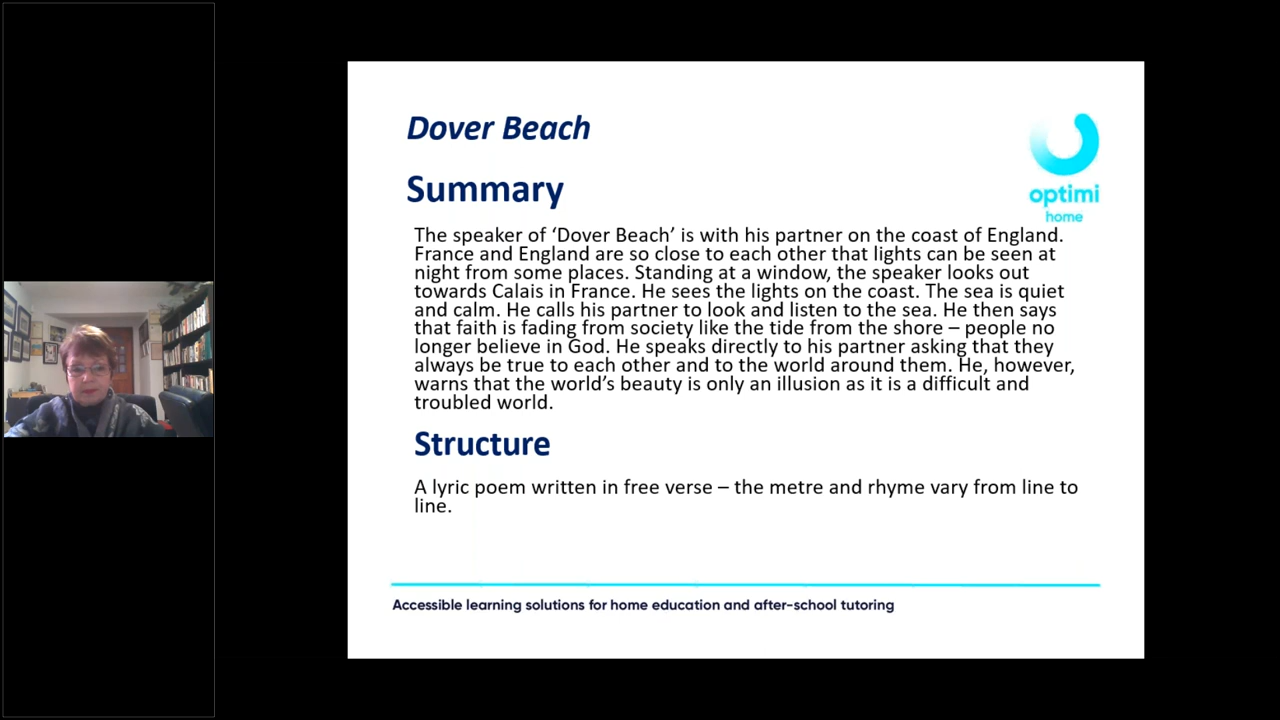 Dover Beach
optimi
home
Summary
The speaker of ‘Dover Beach’ is with his partner on the coast of England.
France and England are so close to each other that lights can be seen at
night from some places. Standing at a window, the speaker looks out
towards Calais in France. He sees the lights on the coast. The sea is quiet
and calm. He calls his partner to look and listen to the sea. He then says
that faith is fading from society like the tide from the shore – people no
longer believe in God. He speaks directly to his partner asking that they
always be true to each other and to the world around them. He, however,
warns that the world’s beauty is only an illusion as it is a difficult and
troubled world.
Structure
A lyric poem written in free verse – the metre and rhyme vary from line to
line.
Accessible learning solutions for home education and after-school tutoring